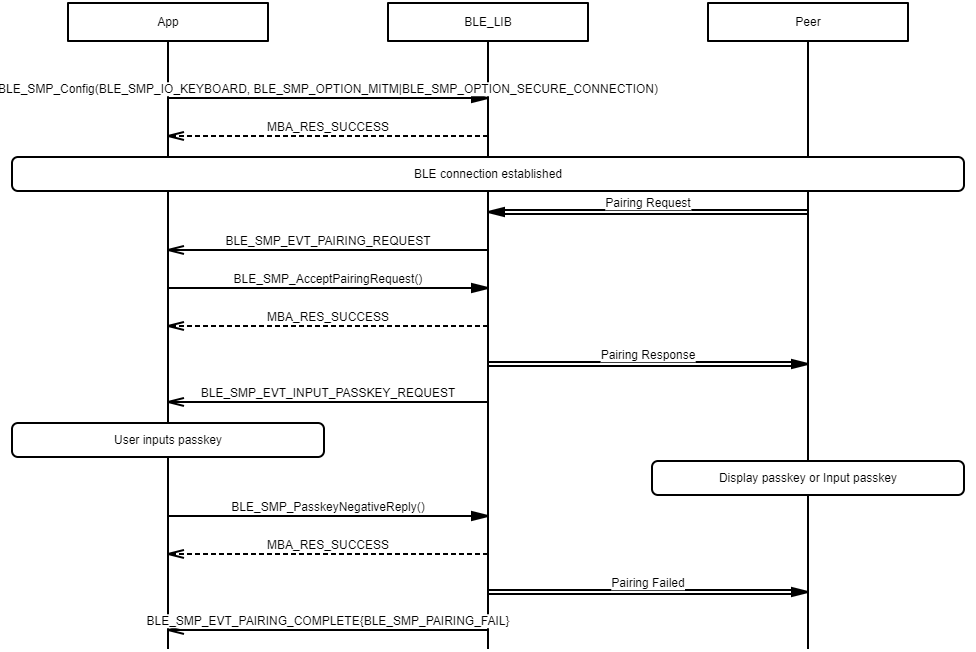 App
BLE_LIB
Peer
BLE_SMP_Config(BLE_SMP_IO_KEYBOARD, BLE_SMP_OPTION_MITM|BLE_SMP_OPTION_SECURE_CONNECTION)
MBA_RES_SUCCESS
BLE connection established
Pairing Request
BLE_SMP_EVT_PAIRING_REQUEST
BLE_SMP_AcceptPairingRequest()
MBA_RES_SUCCESS
Pairing Response
BLE_SMP_EVT_INPUT_PASSKEY_REQUEST
User inputs passkey
Display passkey or Input passkey
BLE_SMP_PasskeyNegativeReply()
MBA_RES_SUCCESS
Pairing Failed
BLE_SMP_EVT_PAIRING_COMPLETE{BLE_SMP_PAIRING_FAIL}